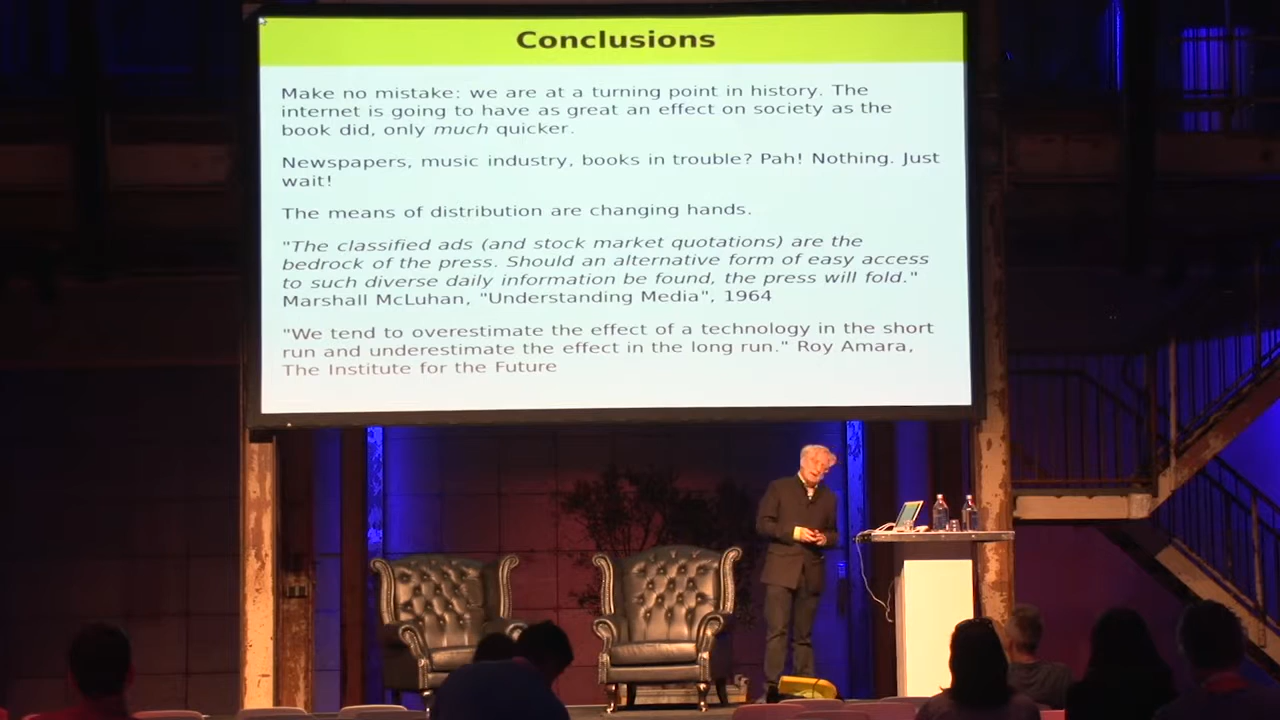 Conclusions
Make no mistake: we are at a turning point in history. The
internet is going to have as great an effect on society as the
book did, only much quicker.
Newspapers, music industry, books in trouble? Pah! Nothing. Just
wait!
The means of distribution are changing hands.
"The classified ads (and stock market quotations) are the
bedrock of the press. Should an alternative form of easy access
to such diverse daily information be found, the press will fold."
Marshall McLuhan, "Understanding Media", 1964
"We tend to overestimate the effect of a technology in the short
run and underestimate the effect in the long run." Roy Amara,
The Institute for the Future